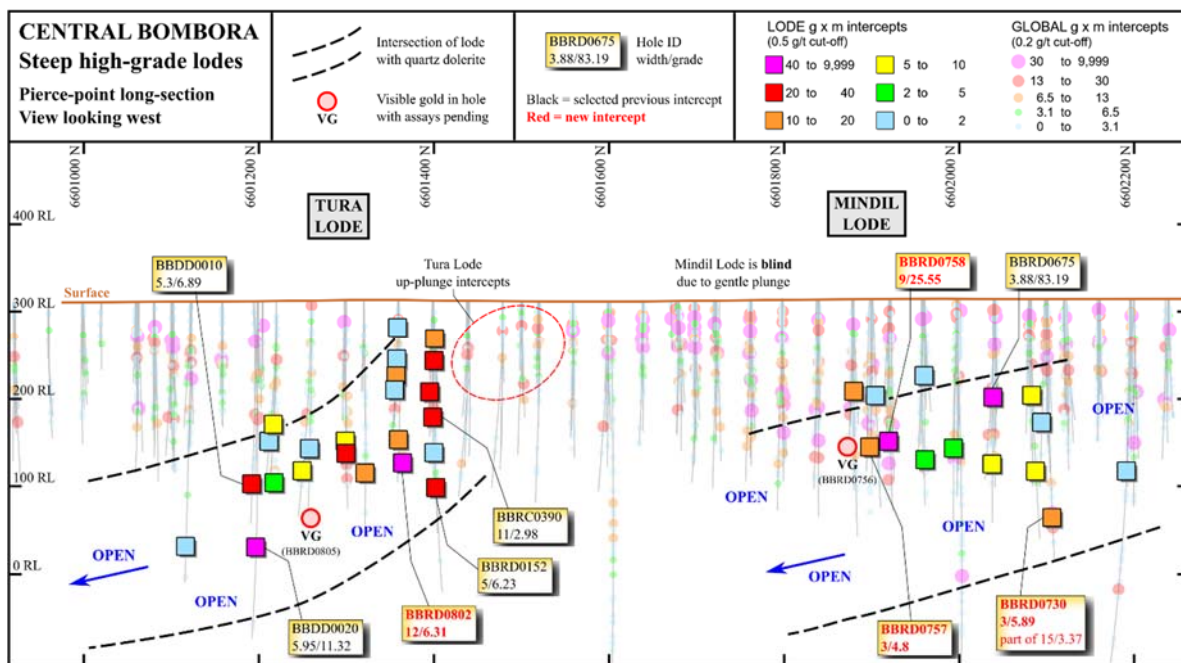 CENTRAL BOMBORA
Steep high-grade lodes
Pierce-point long-section
View looking west
Intersection of lode
with quartz dolerite
VG
Visible gold in hole
with assays pending
BBRD0675
3.88/83.19
Hole ID
width/grade
Black = selected previous intercept
Red = new intercept
LODE g x m intercepts
(0.5 g/t cut-off)
40 to 9,999
20 to 40
10 to 20
5 to 10
2 to 5
0 to 2
GLOBAL g x m intercepts
(0.2 g/t cut-off)
30 to 9,999
13 to 30
6.5 to 13
3.1 to 6.5
0 to 3.1
6601000 N
6601200 N
6601400 N
6601600 N
6601800 N
6602000 N
6602200 N
400 RL
300 RL
200 RL
100 RL
0 RL
Surface
TURA
LODE
MINDIL
LODE
BBDD0010
5.3/6.89
Tura Lode
up-plunge intercepts
Mindil Lode is blind
due to gentle plunge
BBRD0758
9/25.55
BBRD0675
3.88/83.19
OPEN
VG
(BBRD0756)
OPEN
OPEN
VG
(BBRD0805)
OPEN
BBRC0390
11/2.98
OPEN
OPEN
OPEN
BBRD0152
5/6.23
BBDD0020
5.95/11.32
BBRD0802
12/6.31
BBRD0757
3/4.8
BBRD0730
3/5.89
part of 15/3.37